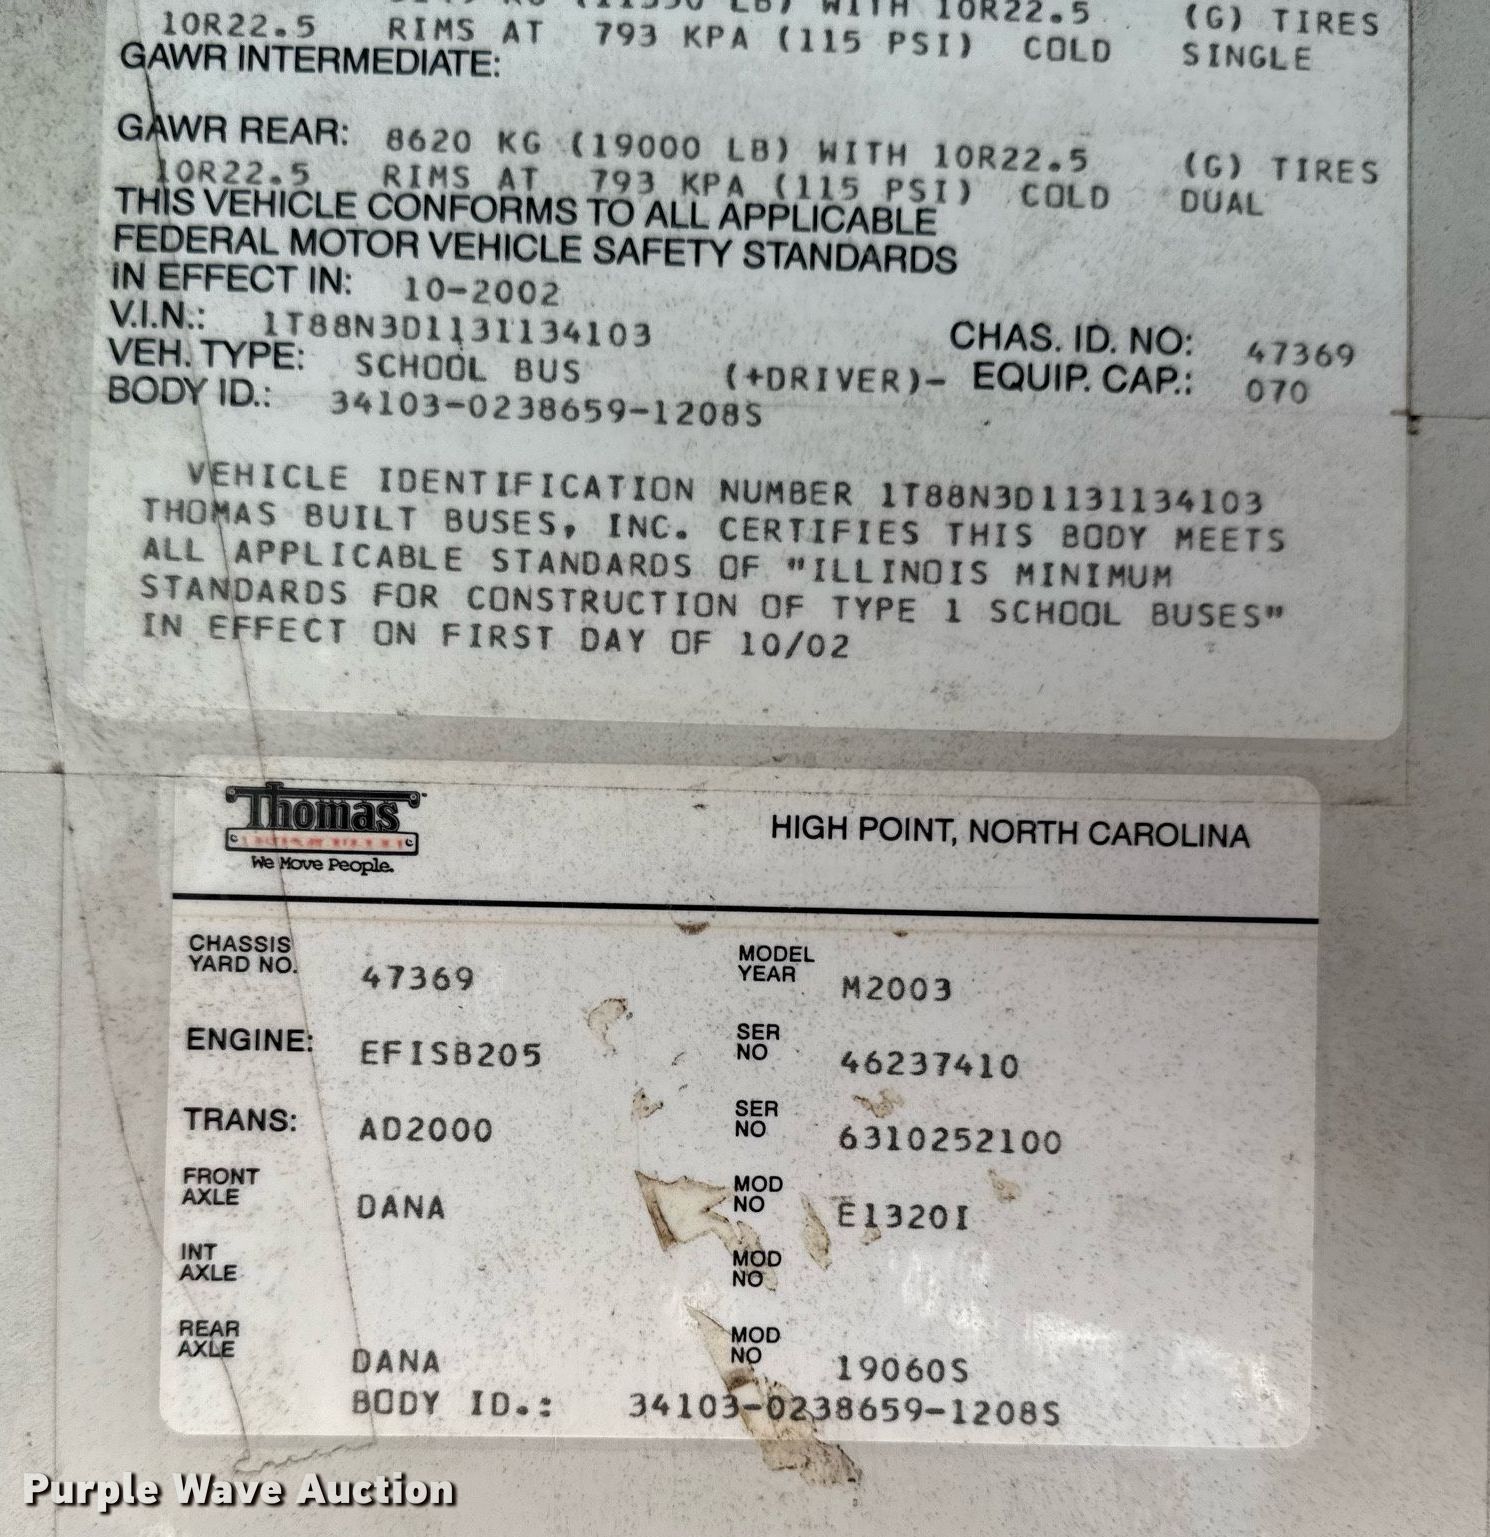 KG (11550 LB) WITH 10R22.5 (G) TIRES
10R22.5 RIMS AT 793 KPA (115 PSI) COLD SINGLE
GAWR INTERMEDIATE:
GAWR REAR: 8620 KG (19000 LB) WITH 10R22.5 (G) TIRES
10R22.5 RIMS AT 793 KPA (115 PSI) COLD DUAL
THIS VEHICLE CONFORMS TO ALL APPLICABLE
FEDERAL MOTOR VEHICLE SAFETY STANDARDS
IN EFFECT IN: 10-2002
V.I.N.: 1T88N3D1131134103 CHAS. ID. NO: 47369
VEH. TYPE: SCHOOL BUS (+DRIVER)- EQUIP. CAP.: 070
BODY ID.: 34103-0238659-1208S
VEHICLE IDENTIFICATION NUMBER 1T88N3D1131134103
THOMAS BUILT BUSES, INC. CERTIFIES THIS BODY MEETS
ALL APPLICABLE STANDARDS OF "ILLINOIS MINIMUM
STANDARDS FOR CONSTRUCTION OF TYPE 1 SCHOOL BUSES"
IN EFFECT ON FIRST DAY OF 10/02
Thomas
We Move People.
HIGH POINT, NORTH CAROLINA
CHASSIS YARD NO. 47369 MODEL YEAR M2003
ENGINE: EFISB205 SER NO 46237410
TRANS: AD2000 SER NO 6310252100
FRONT AXLE DANA MOD NO E1320I
INT AXLE MOD NO
REAR AXLE DANA MOD NO 19060S
BODY ID.: 34103-0238659-1208S
Purple Wave Auction